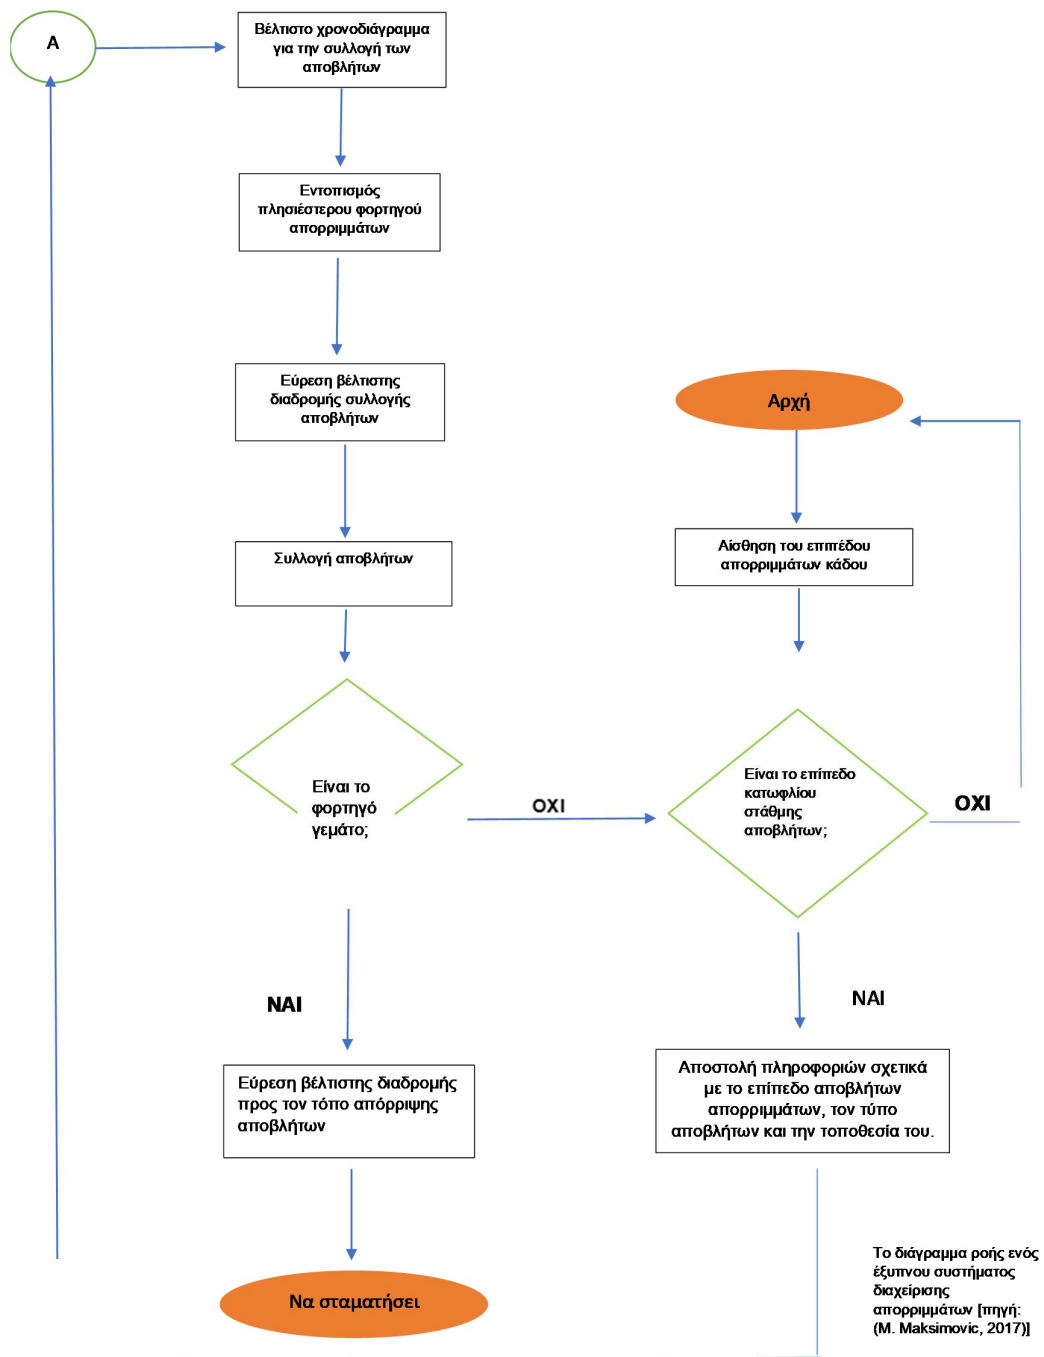 A
Βέλτιστο χρονοδιάγραμμα
για την συλλογή των
αποβλήτων
Εντοπισμός
πλησιέστερου φορτηγού
απορριμμάτων
Εύρεση βέλτιστης
διαδρομής συλλογής
αποβλήτων
Συλλογή αποβλήτων
Είναι το
φορτηγό
γεμάτο;
ΟΧΙ
ΝΑΙ
Εύρεση βέλτιστης διαδρομής
προς τον τόπο απόρριψης
αποβλήτων
Να σταματήσει
Αρχή
Αίσθηση του επιπέδου
απορριμμάτων κάδου
Είναι το επίπεδο
κατωφλίου
στάθμης
αποβλήτων;
ΟΧΙ
ΝΑΙ
Αποστολή πληροφοριών σχετικά
με το επίπεδο αποβλήτων
απορριμμάτων, τον τύπο
αποβλήτων και την τοποθεσία του.
Το διάγραμμα ροής ενός
έξυπνου συστήματος
διαχείρισης
απορριμμάτων [πηγή:
(M. Maksimovic, 2017)]